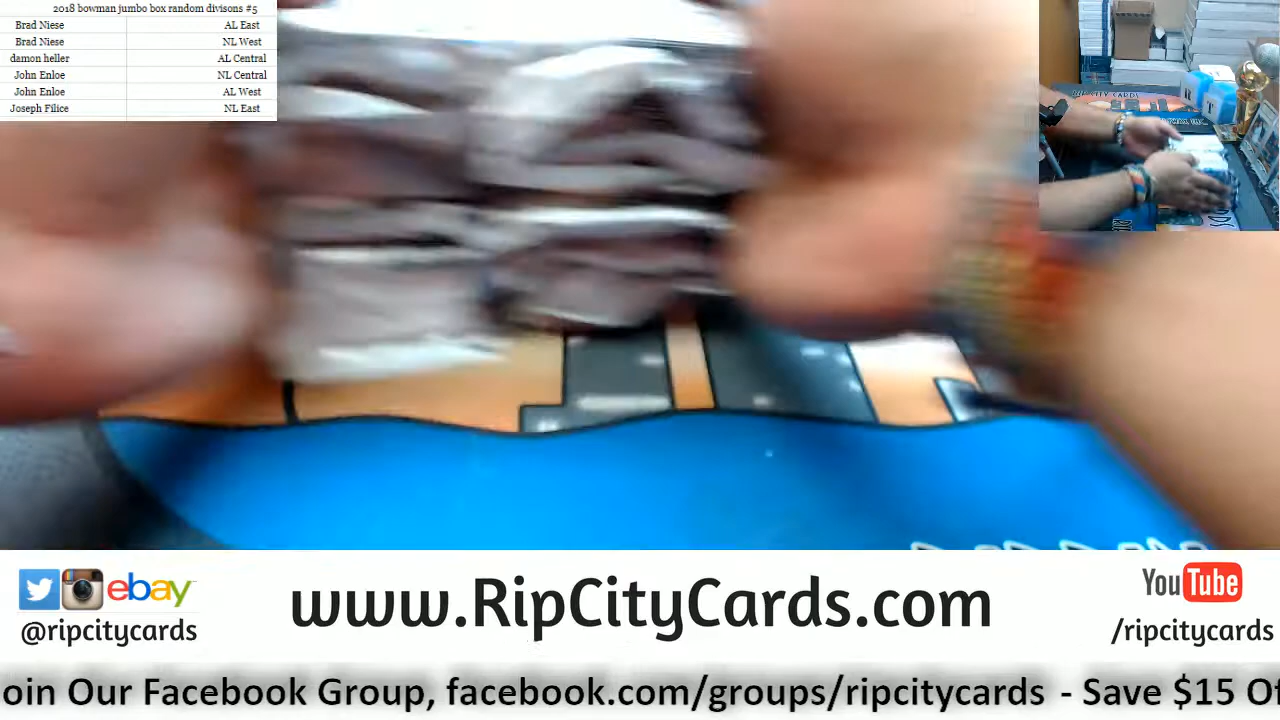 2018 bowman jumbo box random divisons #5
Brad Niese AL East
Brad Niese NL West
damon heller AL Central
John Enloe NL Central
John Enloe AL West
Joseph Filice NL East
ebay
@ripcitycards
www.RipCityCards.com
YouTube
/ripcitycards
oin Our Facebook Group, facebook.com/groups/ripcitycards - Save $15 Of